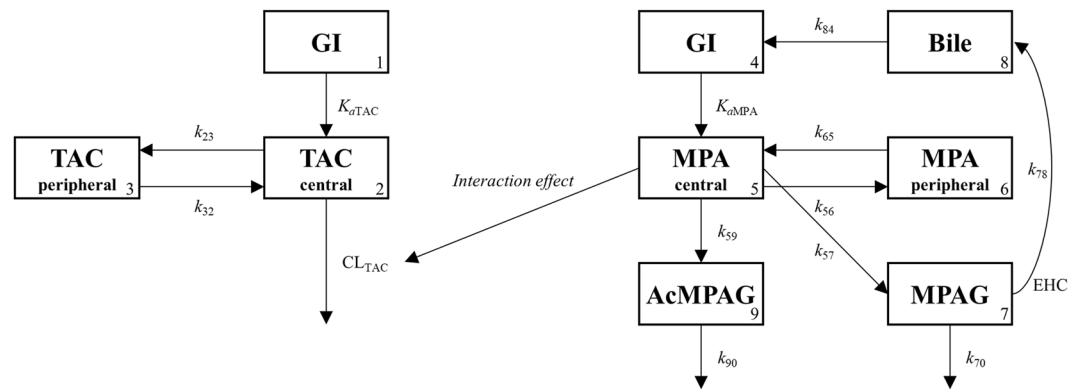 GI
1
GI
4
k84
Bile
8
KaTAC
KaMPA
TAC
peripheral
3
k23
k32
TAC
central
2
Interaction effect
MPA
central
5
k65
k56
MPA
peripheral
6
k78
CLTAC
k59
k57
AcMPAG
9
MPAG
7
EHC
k90
k70